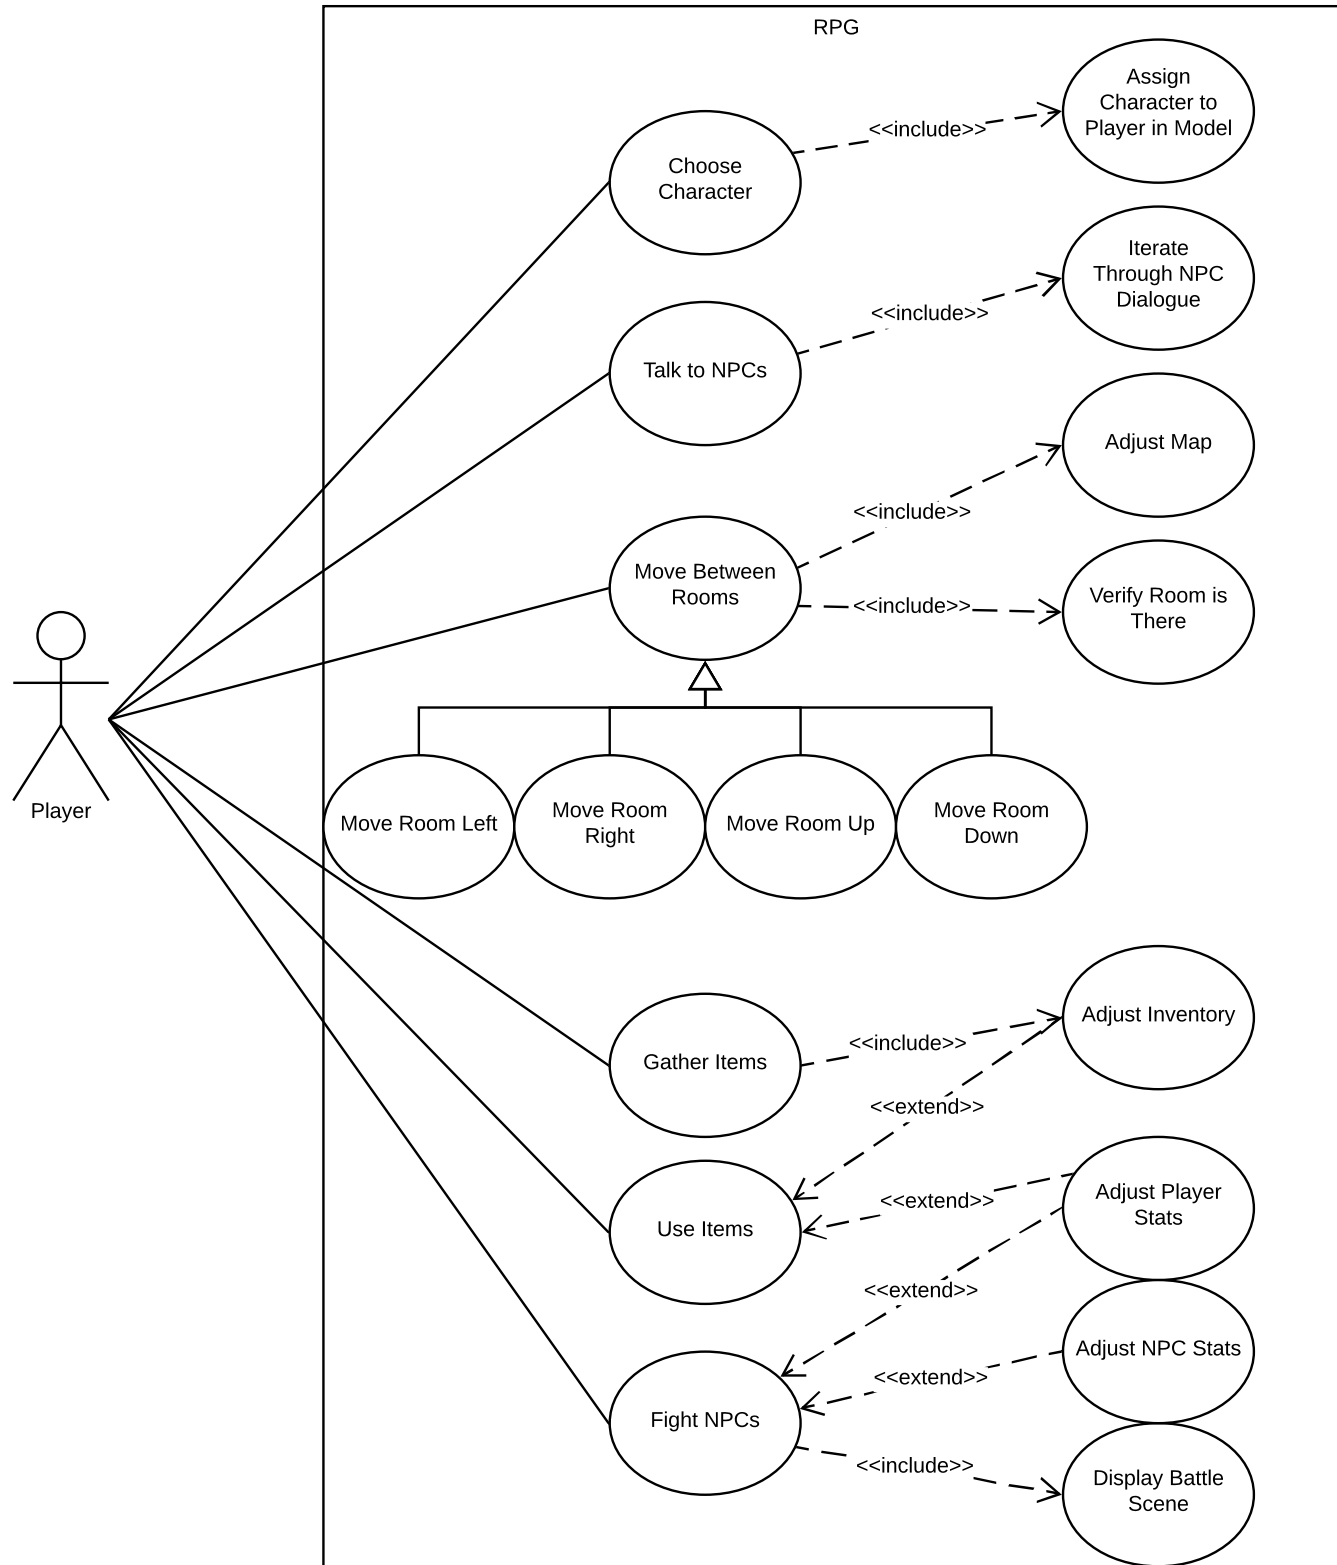 RPG
Assign
Character to
Player in Model
<<include>>
Choose
Character
Iterate
Through NPC
Dialogue
<<include>>
Talk to NPCs
Adjust Map
<<include>>
Move Between
Rooms
<<include>>
Verify Room is
There
Player
Move Room Left
Move Room
Right
Move Room Up
Move Room
Down
Adjust Inventory
<<include>>
Gather Items
<<extend>>
Adjust Player
Stats
<<extend>>
Use Items
<<extend>>
Adjust NPC Stats
<<extend>>
Fight NPCs
<<include>>
Display Battle
Scene